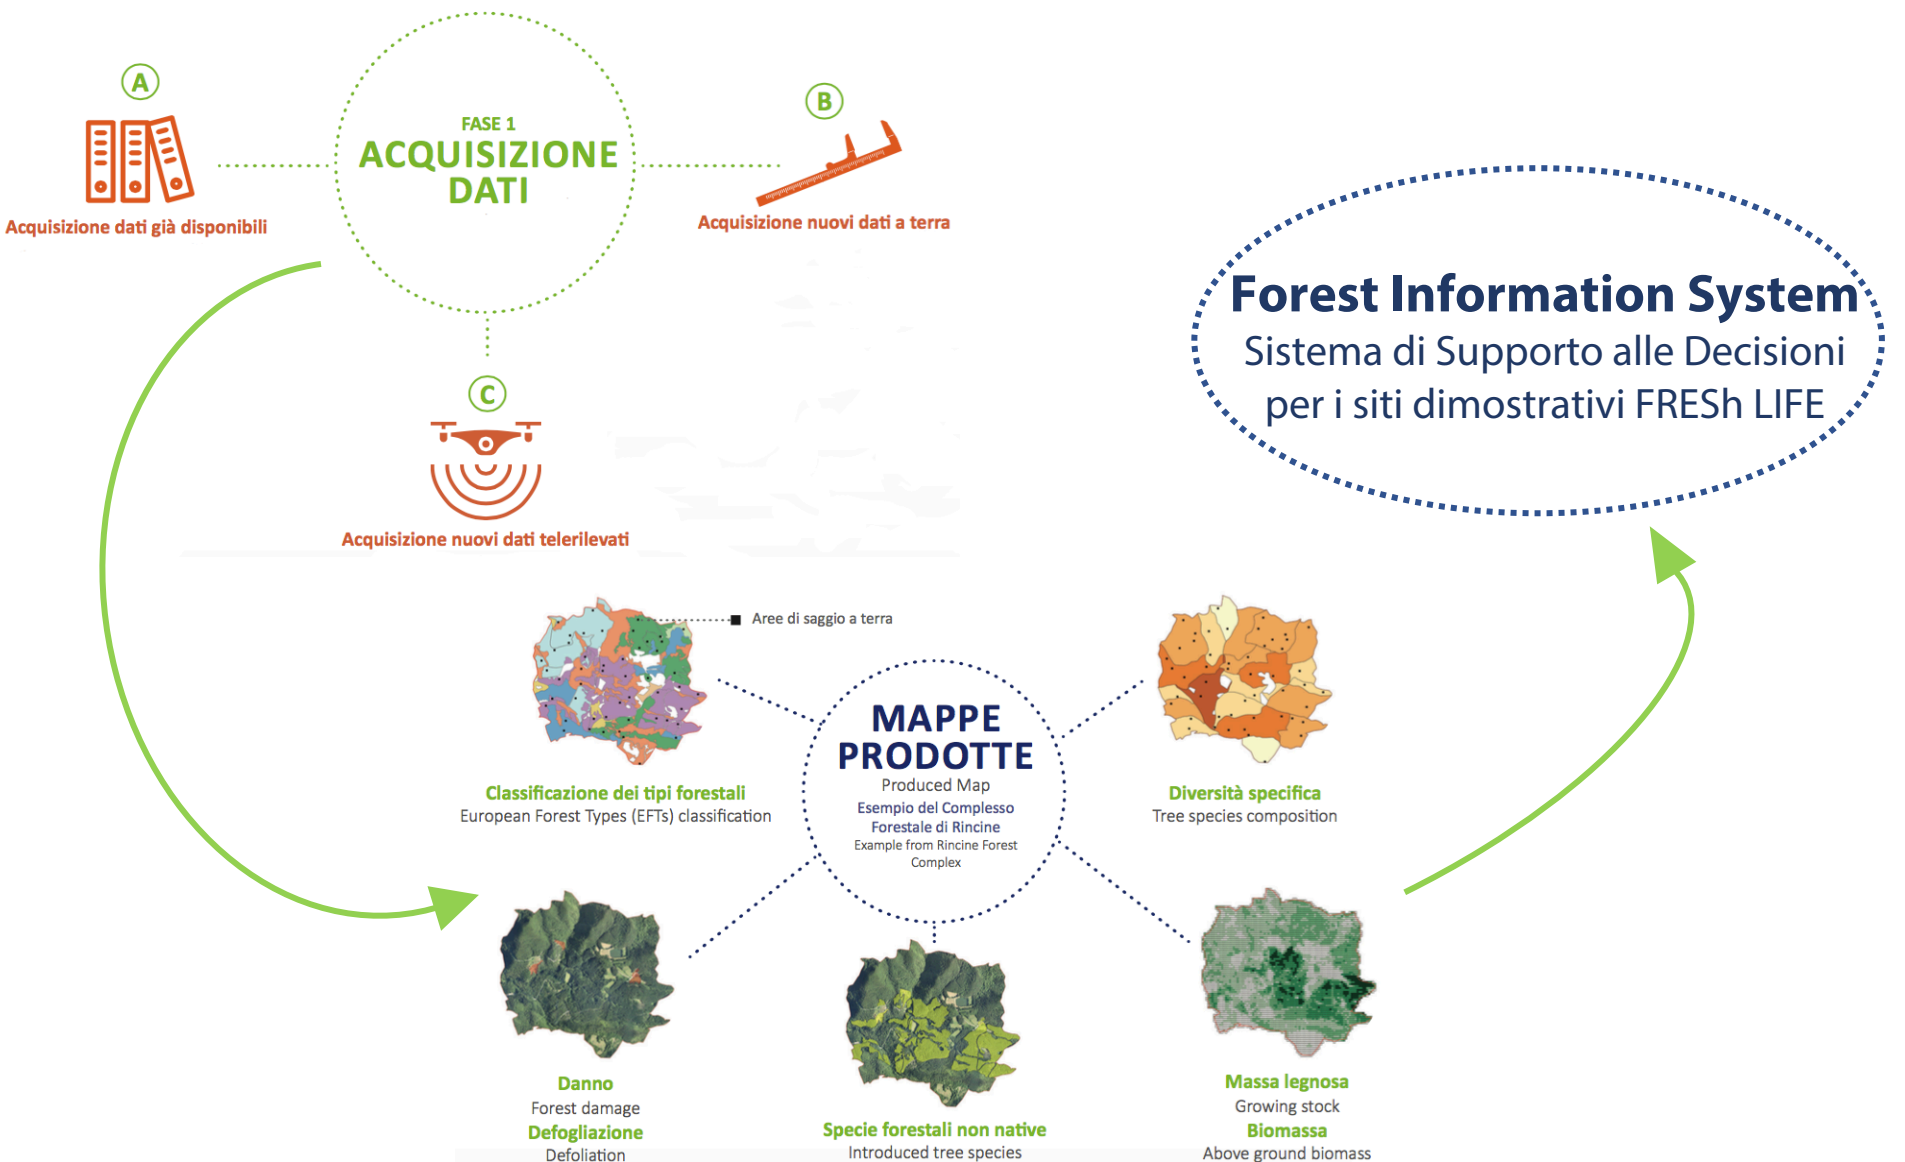 A
FASE 1
ACQUISIZIONE
DATI
B
Acquisizione dati già disponibili
Acquisizione nuovi dati a terra
C
Acquisizione nuovi dati telerilevati
Forest Information System
Sistema di Supporto alle Decisioni
per i siti dimostrativi FRESh LIFE
Aree di saggio a terra
MAPPE
PRODOTTE
Produced Map
Esempio del Complesso
Forestale di Rincine
Example from Rincine Forest
Complex
Classificazione dei tipi forestali
European Forest Types (EFTs) classification
Diversità specifica
Tree species composition
Danno
Forest damage
Defogliazione
Defoliation
Specie forestali non native
Introduced tree species
Massa legnosa
Growing stock
Biomassa
Above ground biomass